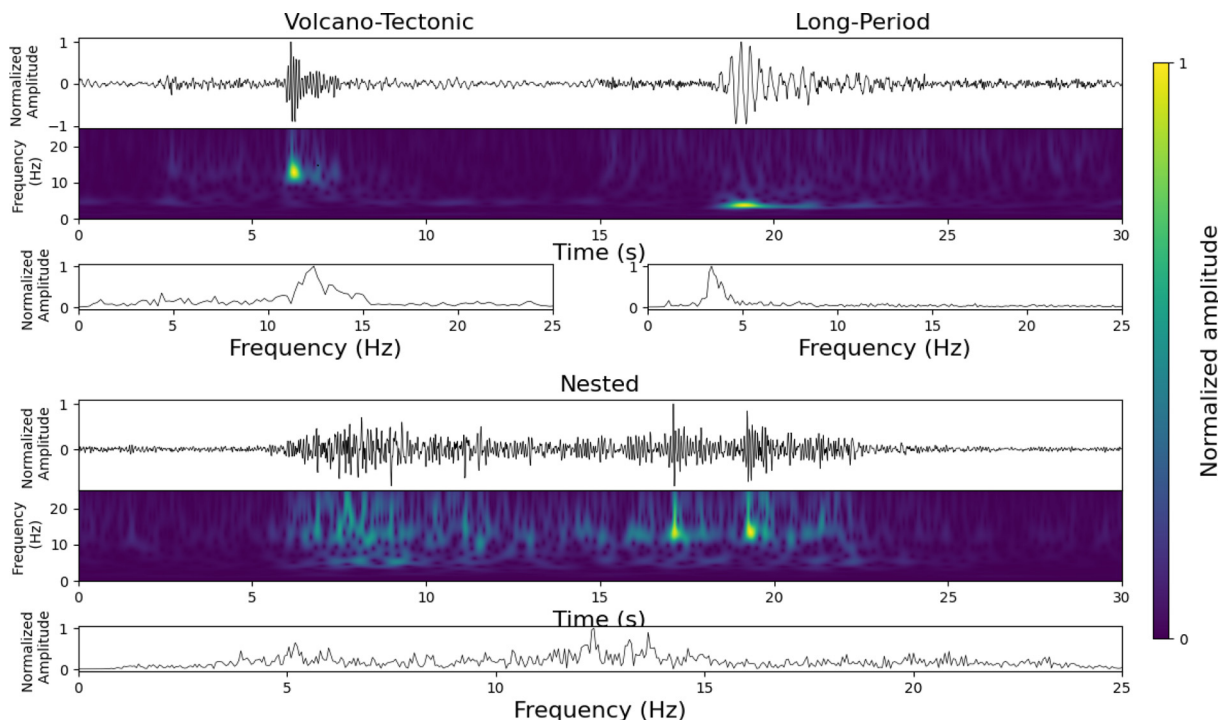 Volcano-Tectonic Long-Period
Normalized
Amplitude
1
0
−1
Frequency
(Hz)
20
10
0
0 5 10 15 20 25 30
Time (s)
Normalized
Amplitude
1
0
0 5 10 15 20 25
Frequency (Hz)
1
0
0 5 10 15 20 25
Frequency (Hz)
Nested
Normalized
Amplitude
1
0
Frequency
(Hz)
20
10
0
0 5 10 15 20 25 30
Time (s)
Normalized
Amplitude
1
0
0 5 10 15 20 25
Frequency (Hz)
1
0
Normalized amplitude